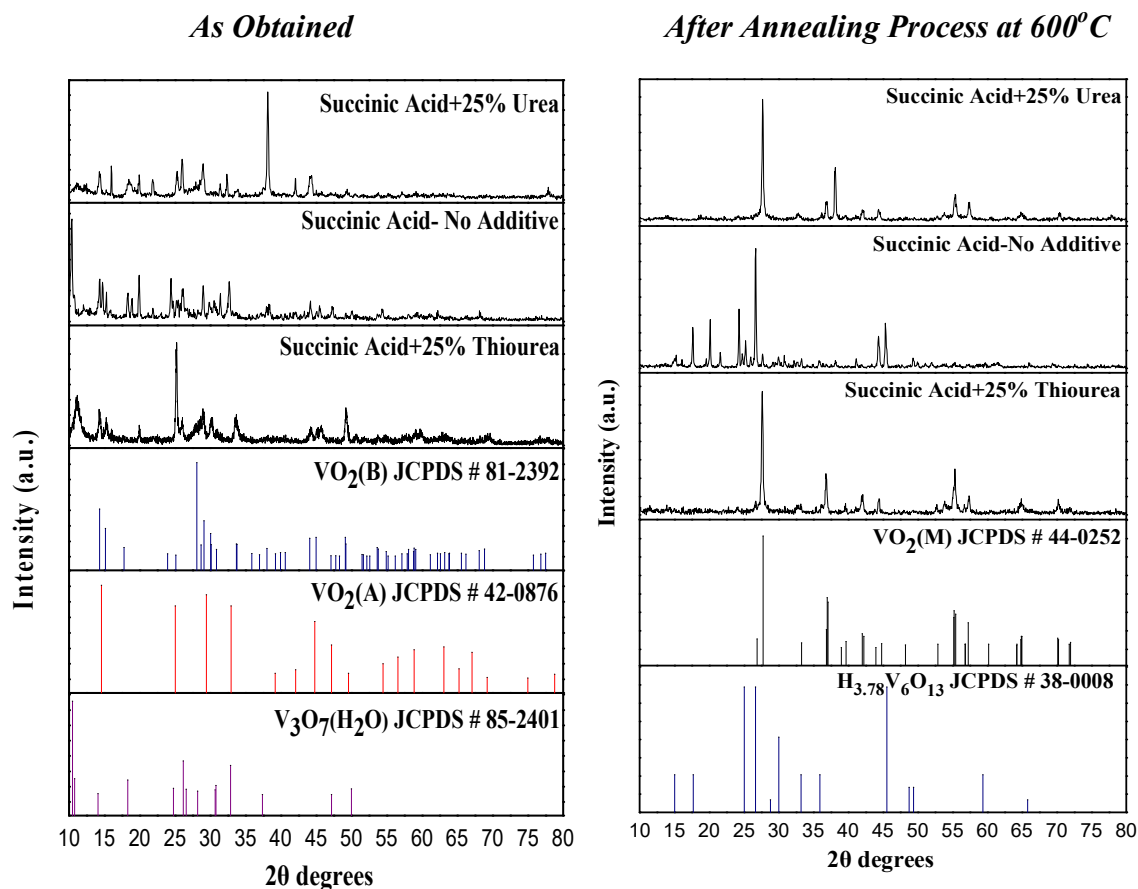 As Obtained
Succinic Acid+25% Urea
Succinic Acid- No Additive
Succinic Acid+25% Thiourea
VO2(B) JCPDS # 81-2392
VO2(A) JCPDS # 42-0876
V3O7(H2O) JCPDS # 85-2401
Intensity (a.u.)
10 15 20 25 30 35 40 45 50 55 60 65 70 75 80
2θ degrees
After Annealing Process at 600°C
Succinic Acid+25% Urea
Succinic Acid-No Additive
Succinic Acid+25% Thiourea
VO2(M) JCPDS # 44-0252
H3.78V6O13 JCPDS # 38-0008
Intensity (a.u.)
10 15 20 25 30 35 40 45 50 55 60 65 70 75 80
2θ degrees